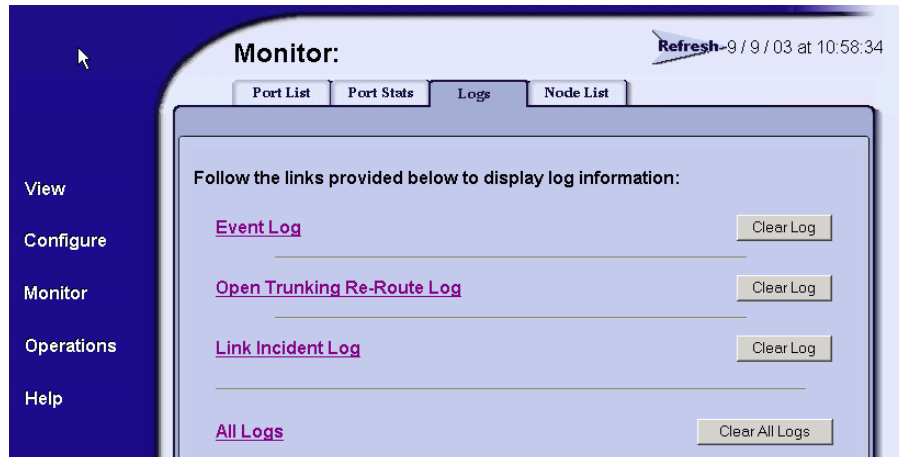 Monitor:
Refresh-9 / 9 / 03 at 10:58:34
Port List
Port Stats
Logs
Node List
View
Configure
Monitor
Operations
Help
Follow the links provided below to display log information:
Event Log
Clear Log
Open Trunking Re-Route Log
Clear Log
Link Incident Log
Clear Log
All Logs
Clear All Logs